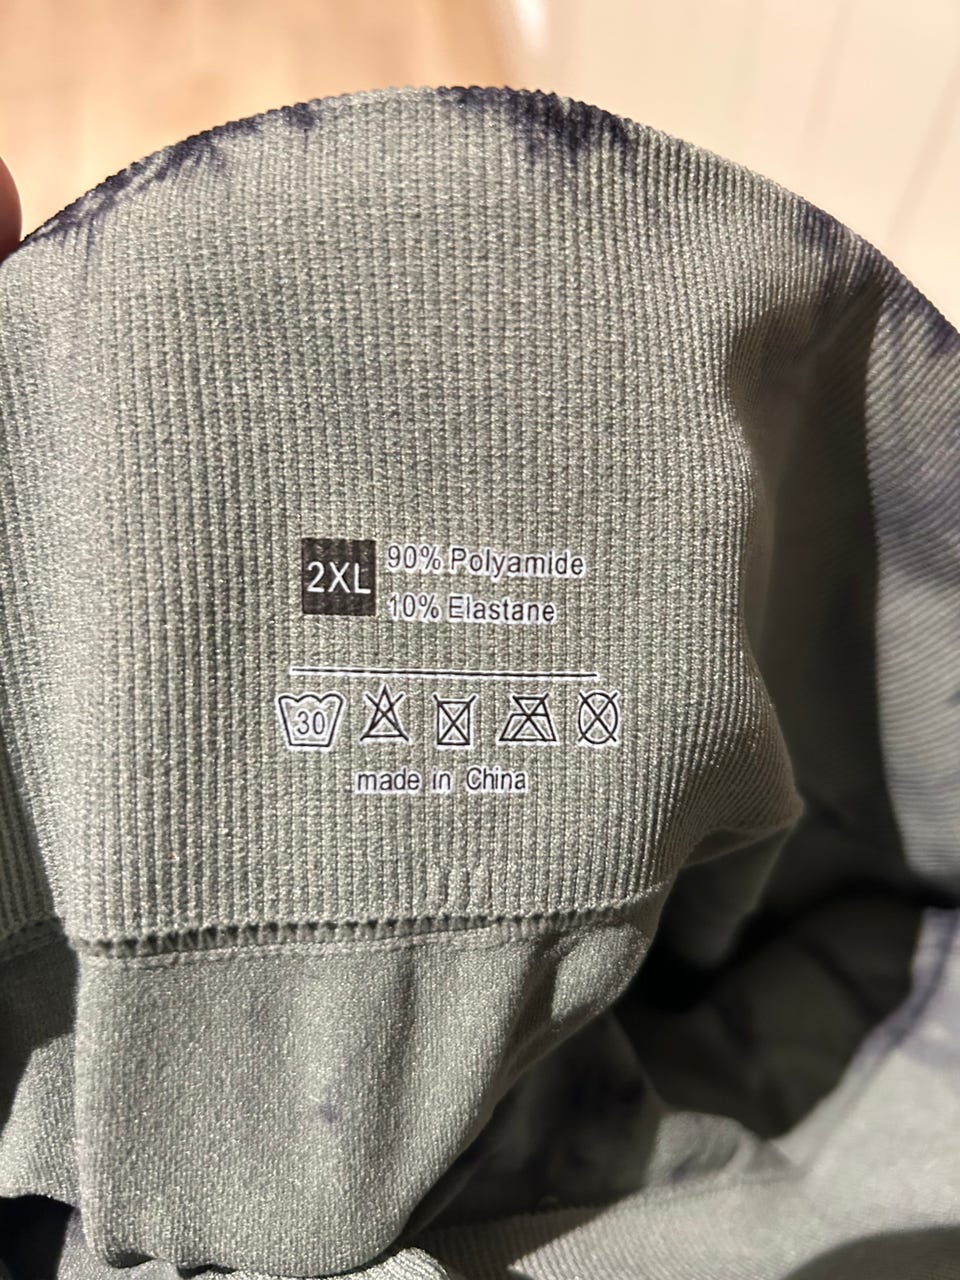 2XL
90% Polyamide
10% Elastane
30
made in China